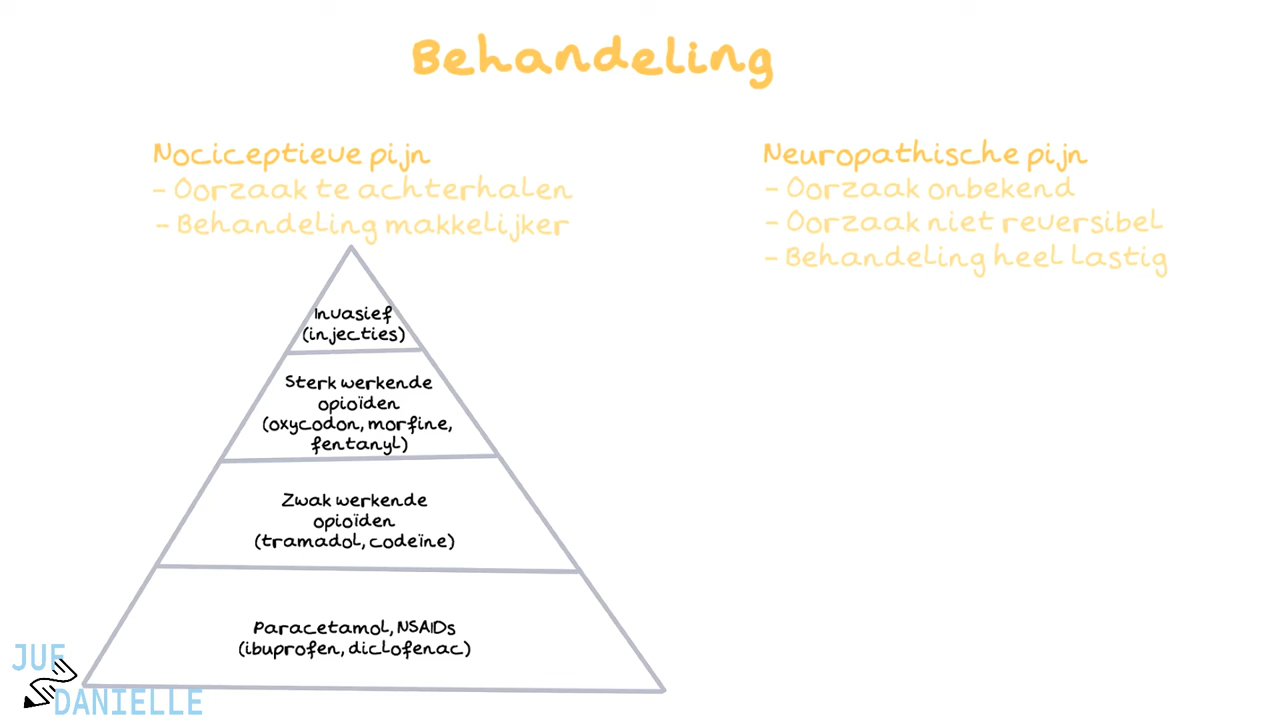 Behandeling
Nociceptieve pijn
- Oorzaak te achterhalen
- Behandeling makkelijker
Neuropathische pijn
- Oorzaak onbekend
- Oorzaak niet reversibel
- Behandeling heel lastig
Invasief
(injecties)
Sterk werkende
opioïden
(oxycodon, morfine,
fentanyl)
Zwak werkende
opioïden
(tramadol, codeïne)
Paracetamol, NSAIDs
(ibuprofen, diclofenac)
JUF
DANIELLE